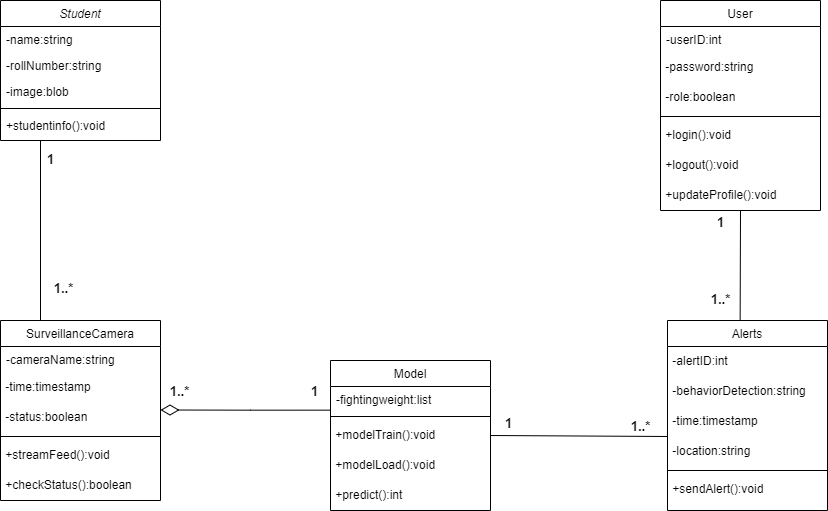 Student
-name:string
-rollNumber:string
-image:blob
+studentinfo():void
1
1..*
User
-userID:int
-password:string
-role:boolean
+login():void
+logout():void
+updateProfile():void
1
1..*
SurveillanceCamera
-cameraName:string
-time:timestamp
-status:boolean
+streamFeed():void
+checkStatus():boolean
1..*
1
Model
-fightingweight:list
+modelTrain():void
+modelLoad():void
+predict():int
1
1..*
Alerts
-alertID:int
-behaviorDetection:string
-time:timestamp
-location:string
+sendAlert():void